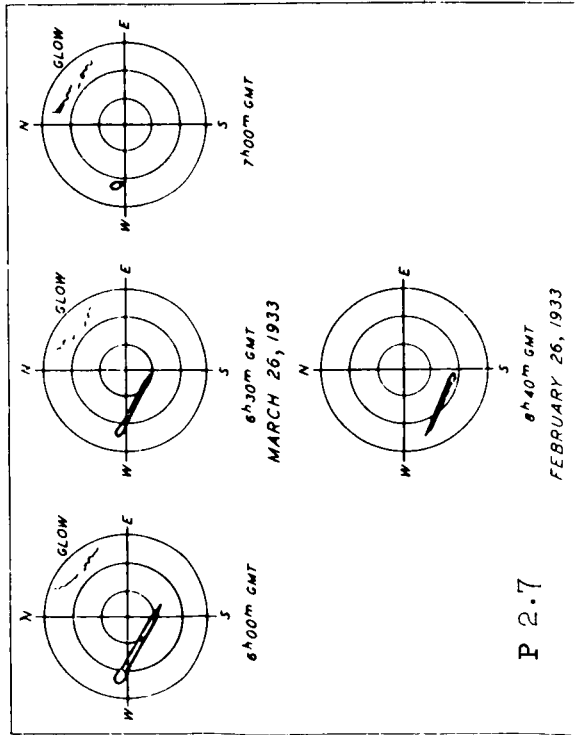 N
GLOW
W
E
S
6ʰ00ᵐ GMT
N
GLOW
W
E
S
6ʰ30ᵐ GMT
N
GLOW
W
E
S
7ʰ00ᵐ GMT
MARCH 26, 1933
N
W
E
S
8ʰ40ᵐ GMT
FEBRUARY 26, 1933
P 2.7